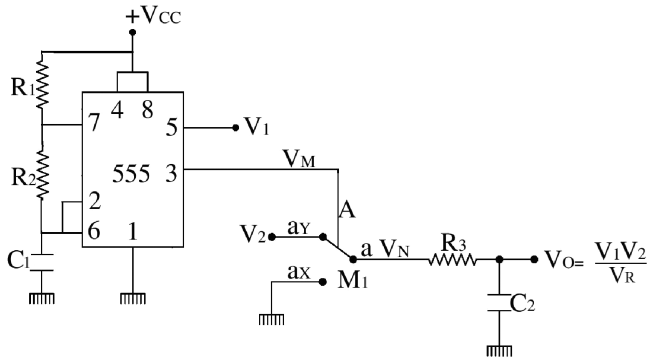 +VCC
R1
4 8
7
5
V1
R2
555
3
VM
2
A
V2
aY
6
1
a VN
R3
VO= V1V2
VR
C1
aX
M1
C2